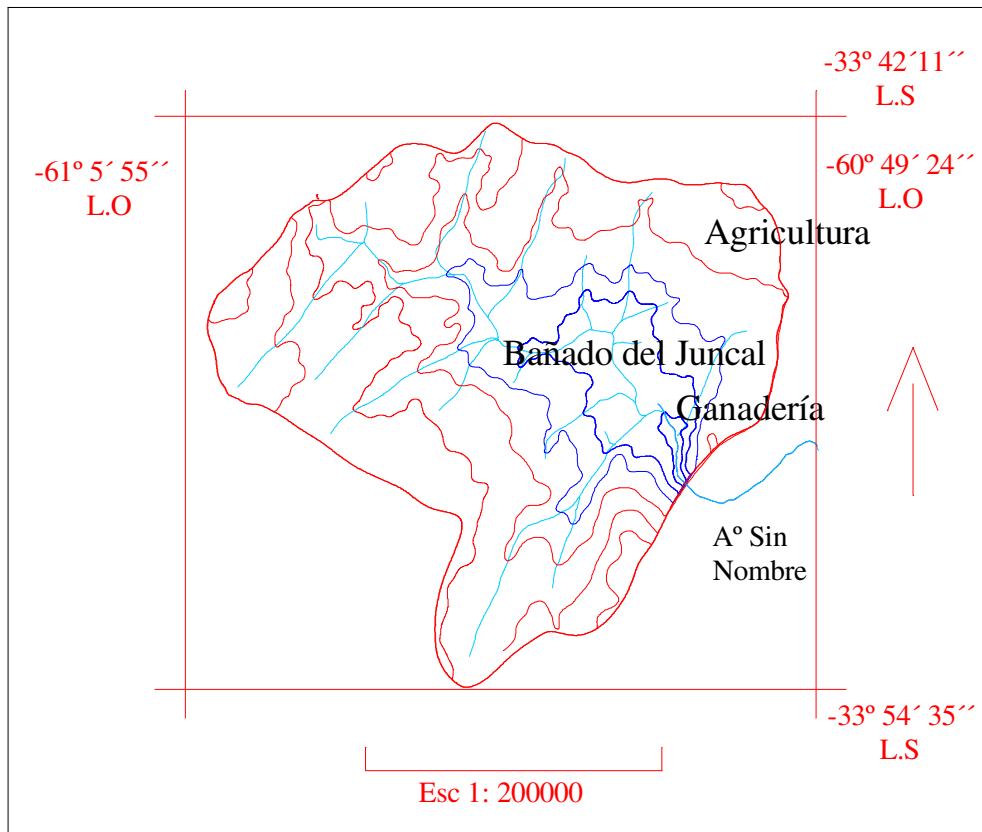 -33º 42´11´´
L.S
-61º 5´55´´
L.O
-60º 49´24´´
L.O
Agricultura
Bañado del Juncal
Ganadería
Aº Sin
Nombre
-33º 54´35´´
L.S
Esc 1: 200000